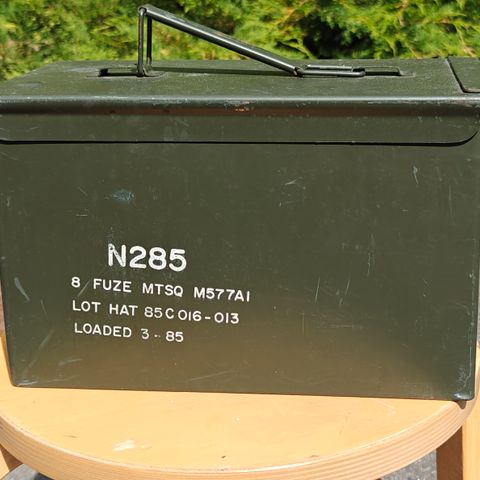 N285
8 FUZE MTSQ M577A1
LOT HAT 85C016-013
LOADED 3-85